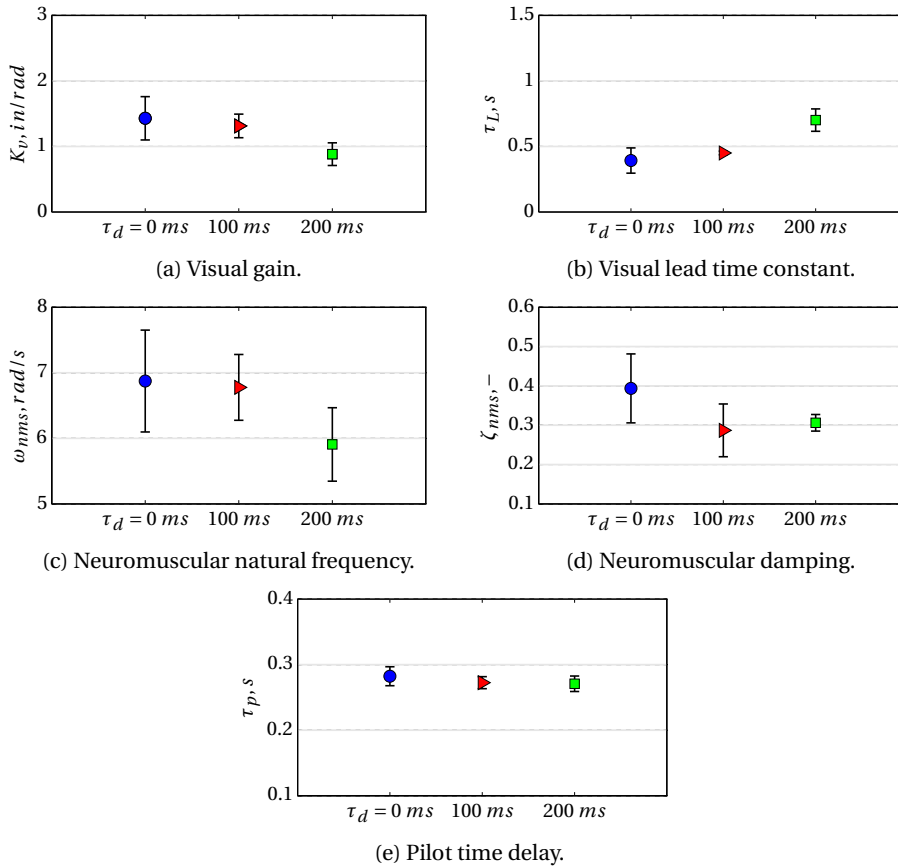 3
2
1
0
K_v, in/rad
τ_d = 0 ms 100 ms 200 ms
(a) Visual gain.
1.5
1
0.5
0
τ_L, s
τ_d = 0 ms 100 ms 200 ms
(b) Visual lead time constant.
8
7
6
5
ω_nms, rad/s
τ_d = 0 ms 100 ms 200 ms
(c) Neuromuscular natural frequency.
0.6
0.5
0.4
0.3
0.2
0.1
ζ_nms, −
τ_d = 0 ms 100 ms 200 ms
(d) Neuromuscular damping.
0.4
0.3
0.2
0.1
τ_p, s
τ_d = 0 ms 100 ms 200 ms
(e) Pilot time delay.